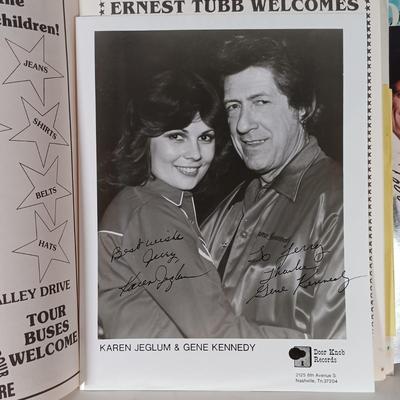 ERNEST TUBB WELCOMES
children!
JEANS
SHIRTS
BELTS
HATS
ALLEY DRIVE
TOUR
BUSES
WELCOME
Best wishes
Jerry
Karen Jeglum
To Jerry
Thanks
Gene Kennedy
KAREN JEGLUM & GENE KENNEDY
Door Knob
Records
2125 8th Avenue S
Nashville, Tn 37204